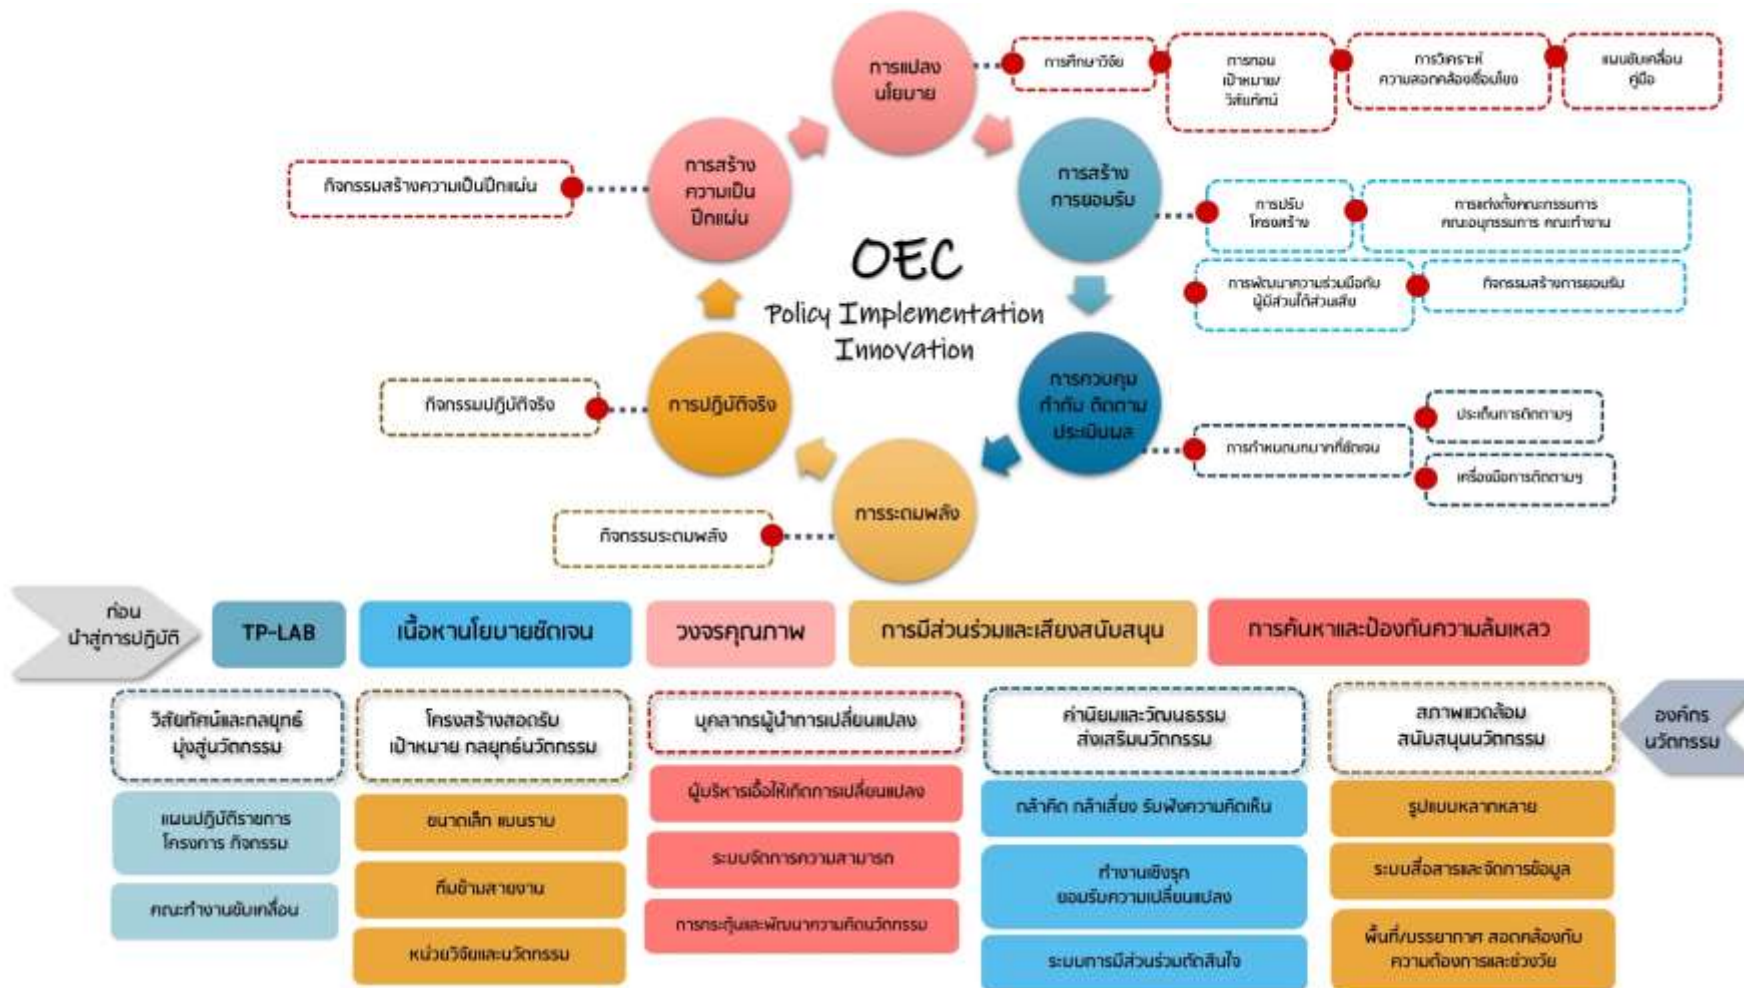 การแปลง
นโยบาย
การศึกษาวิจัย
การถอน
เป้าหมาย/
วิสัยทัศน์
การวิเคราะห์
ความสอดคล้องเชื่อมโยง
แผนขับเคลื่อน
คู่มือ
การสร้าง
ความเป็น
ปึกแผ่น
กิจกรรมสร้างความเป็นปึกแผ่น
การสร้าง
การยอมรับ
การปรับ
โครงสร้าง
การแต่งตั้งคณะกรรมการ
คณะอนุกรรมการ คณะทำงาน
การพัฒนาความร่วมมือกับ
ผู้มีส่วนได้ส่วนเสีย
กิจกรรมสร้างการยอมรับ
OEC
Policy Implementation
Innovation
การปฏิบัติจริง
กิจกรรมปฏิบัติจริง
การควบคุม
กำกับ ติดตาม
ประเมินผล
การกำหนดบทบาทที่ชัดเจน
ประเด็นการติดตามฯ
เครื่องมือการติดตามฯ
การระดมพลัง
กิจกรรมระดมพลัง
ก่อน
นำสู่การปฏิบัติ
TP-LAB
เนื้อหานโยบายชัดเจน
วงจรคุณภาพ
การมีส่วนร่วมและเสียงสนับสนุน
การค้นหาและป้องกันความล้มเหลว
วิสัยทัศน์และกลยุทธ์
มุ่งสู่นวัตกรรม
โครงสร้างสอดรับ
เป้าหมาย กลยุทธ์นวัตกรรม
บุคลากรผู้นำการเปลี่ยนแปลง
ค่านิยมและวัฒนธรรม
ส่งเสริมนวัตกรรม
สภาพแวดล้อม
สนับสนุนนวัตกรรม
องค์กร
นวัตกรรม
แผนปฏิบัติราชการ
โครงการ กิจกรรม
คณะทำงานขับเคลื่อน
ขนาดเล็ก แบนราบ
ทีมข้ามสายงาน
หน่วยวิจัยและนวัตกรรม
ผู้บริหารเอื้อให้เกิดการเปลี่ยนแปลง
ระบบจัดการความสามารถ
การกระตุ้นและพัฒนาความคิดนวัตกรรม
กล้าคิด กล้าเสี่ยง รับฟังความคิดเห็น
ทำงานเชิงรุก
ยอมรับความเปลี่ยนแปลง
ระบบการมีส่วนร่วมตัดสินใจ
รูปแบบหลากหลาย
ระบบสื่อสารและจัดการข้อมูล
พื้นที่/บรรยากาศ สอดคล้องกับ
ความต้องการและช่วงวัย